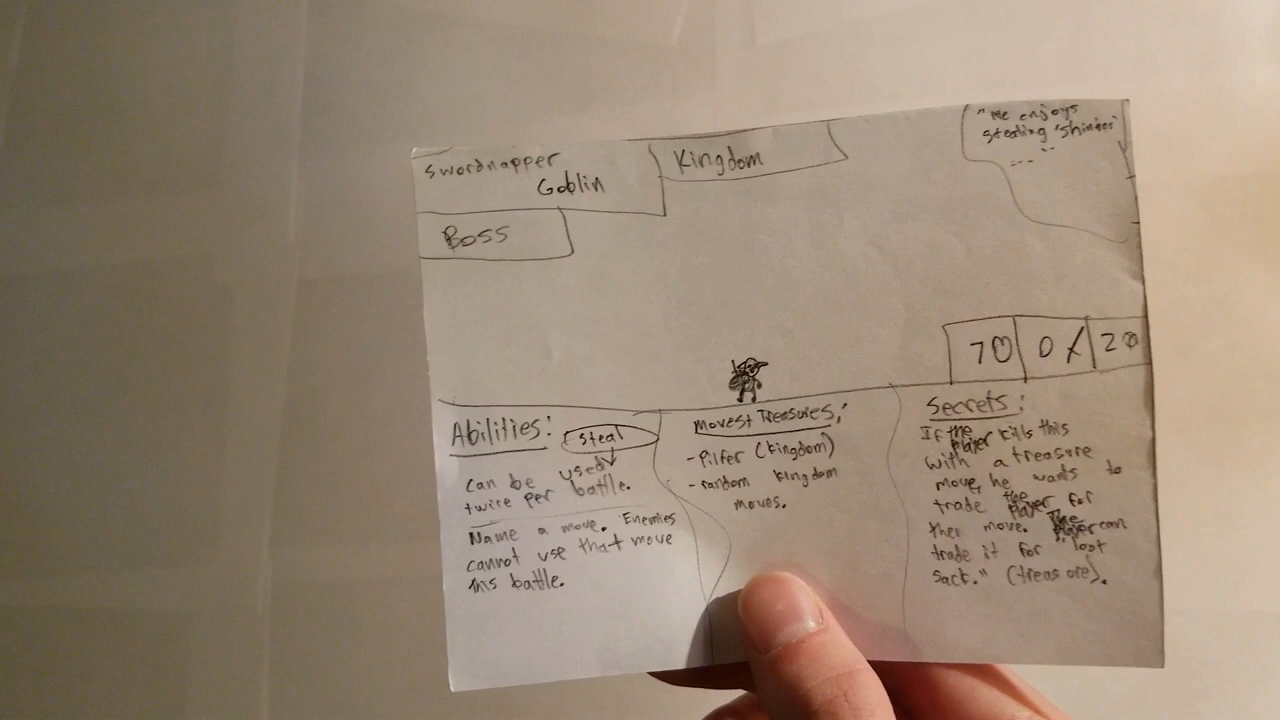 Swordnapper
Goblin
Kingdom
"Me enjoys
stealing 'shinies'
..."
Boss
70 0 20
Abilities:
Steal
can be used
twice per battle.
Name a move. Enemies
cannot use that move
this battle.
Moves & Treasures:
-Pilfer (kingdom)
-random kingdom
moves.
Secrets:
If the
player kills this
with a treasure
move, he wants to
trade the player for
their move. The
player can
trade it for "loot
sack." (treasure).